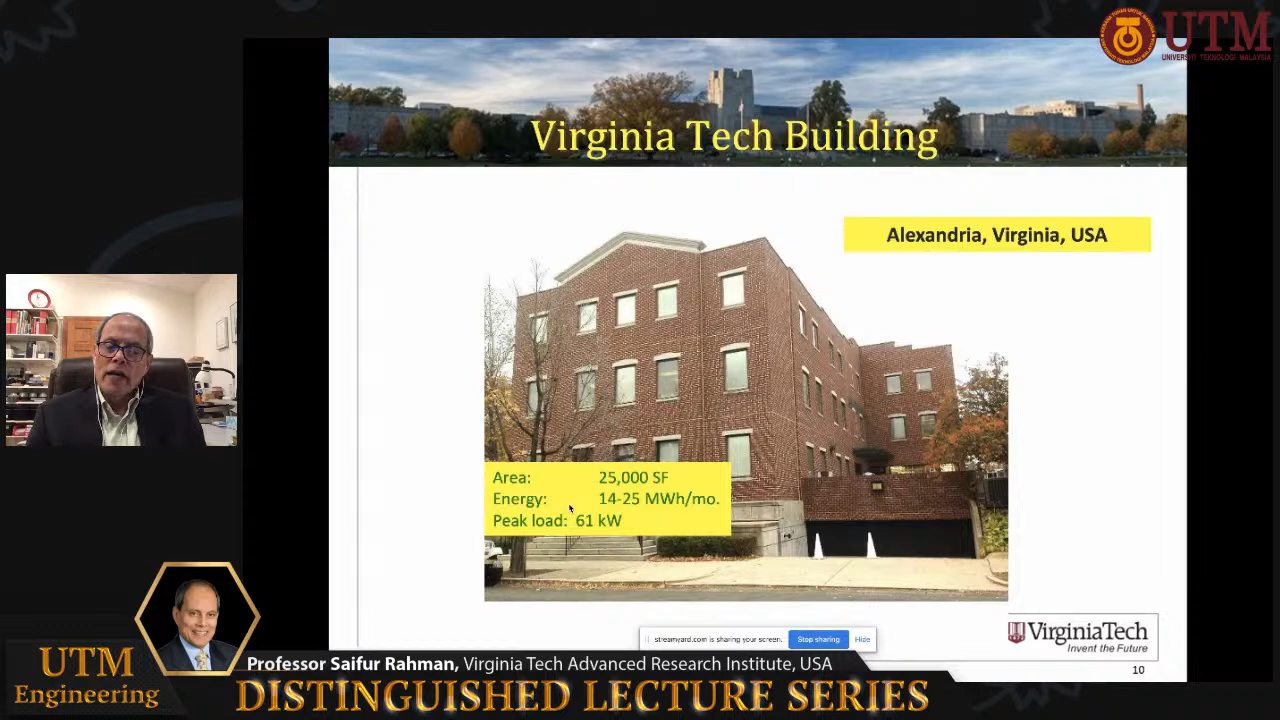 UTM
UNIVERSITI TEKNOLOGI MALAYSIA
Virginia Tech Building
Alexandria, Virginia, USA
Area: 25,000 SF
Energy: 14-25 MWh/mo.
Peak load: 61 kW
streamyard.com is sharing your screen.
Stop sharing
Hide
VirginiaTech
Invent the Future
10
UTM
Engineering
Professor Saifur Rahman, Virginia Tech Advanced Research Institute, USA
DISTINGUISHED LECTURE SERIES